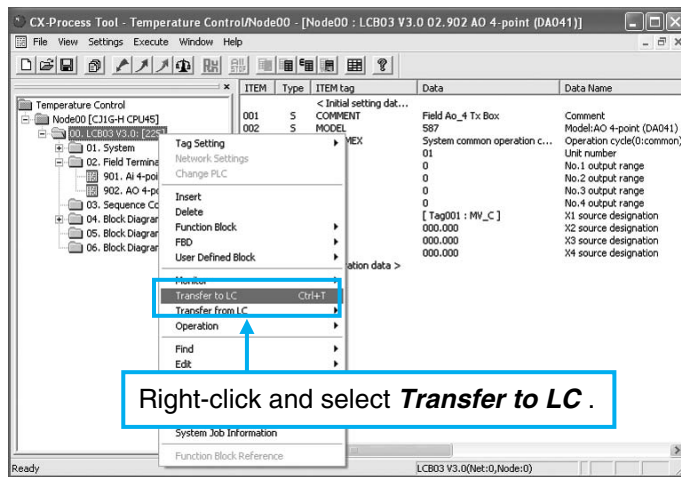 CX-Process Tool - Temperature Control/Node00 - [Node00 : LCB03 V3.0 02.902 AO 4-point (DA041)]
File View Settings Execute Window Help
ITEM Type ITEM tag Data Data Name
< Initial setting dat...
001 S COMMENT Field Ao_4 Tx Box Comment
002 S MODEL 587 Model:AO 4-point (DA041)
MEX System common operation c... Operation cycle(0:common)
01 Unit number
0 No.1 output range
0 No.2 output range
0 No.3 output range
0 No.4 output range
[ Tag001 : MV_C ] X1 source designation
000.000 X2 source designation
000.000 X3 source designation
000.000 X4 source designation
ation data >
Temperature Control
Node00 [CJ1G-H CPU45]
00. LCB03 V3.0: [225]
01. System
02. Field Termina
901. Ai 4-poi
902. AO 4-po
03. Sequence Co
04. Block Diagrar
05. Block Diagrar
06. Block Diagrar
Tag Setting
Network Settings
Change PLC
Insert
Delete
Function Block
FBD
User Defined Block
Monitor
Transfer to LC Ctrl+T
Transfer from LC
Operation
Find
Edit
Right-click and select Transfer to LC .
System Job Information
Function Block Reference
Ready LCB03 V3.0(Net:0,Node:0)